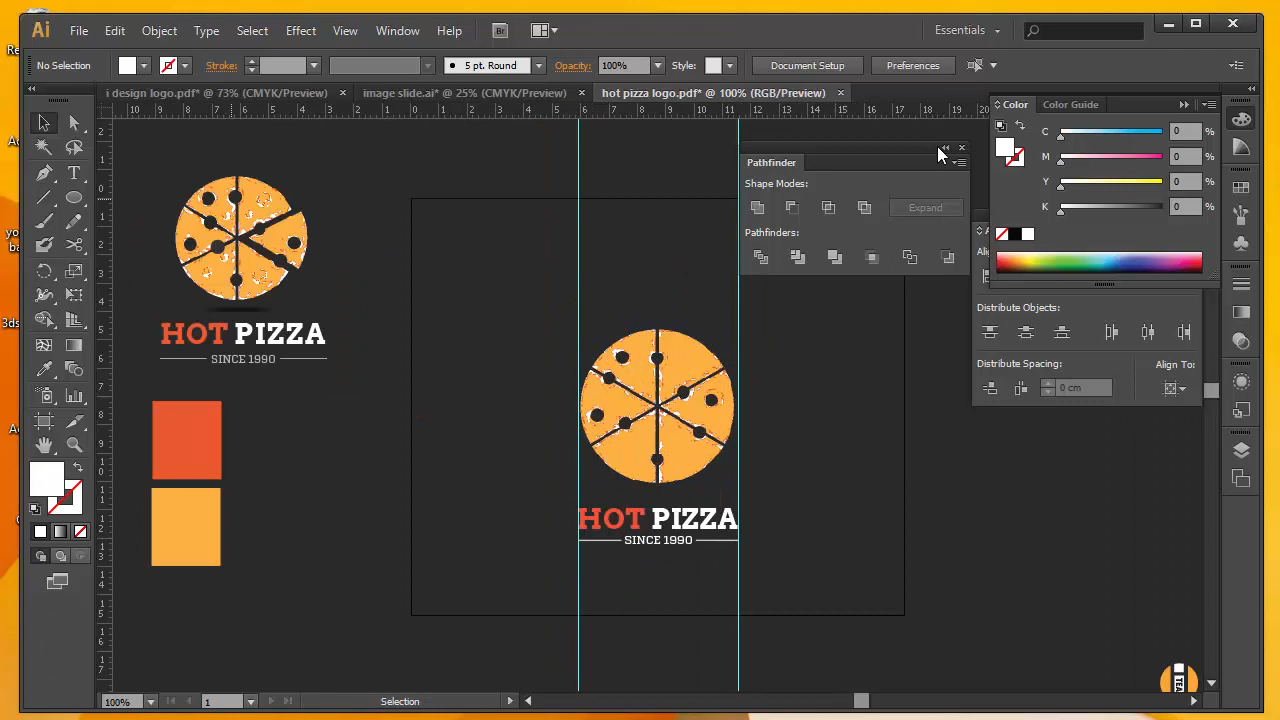 Ai File Edit Object Type Select Effect View Window Help Br Essentials
No Selection Stroke: 5 pt. Round Opacity: 100% Style: Document Setup Preferences
i design logo.pdf* @ 73% (CMYK/Preview) × image slide.ai* @ 25% (CMYK/Preview) × hot pizza logo.pdf* @ 100% (RGB/Preview) ×
Color Color Guide
C 0 %
M 0 %
Y 0 %
K 0 %
Pathfinder
Shape Modes:
Expand
Pathfinders:
Distribute Objects:
Distribute Spacing: Align To:
0 cm
HOT PIZZA
SINCE 1990
HOT PIZZA
SINCE 1990
100% 1 Selection